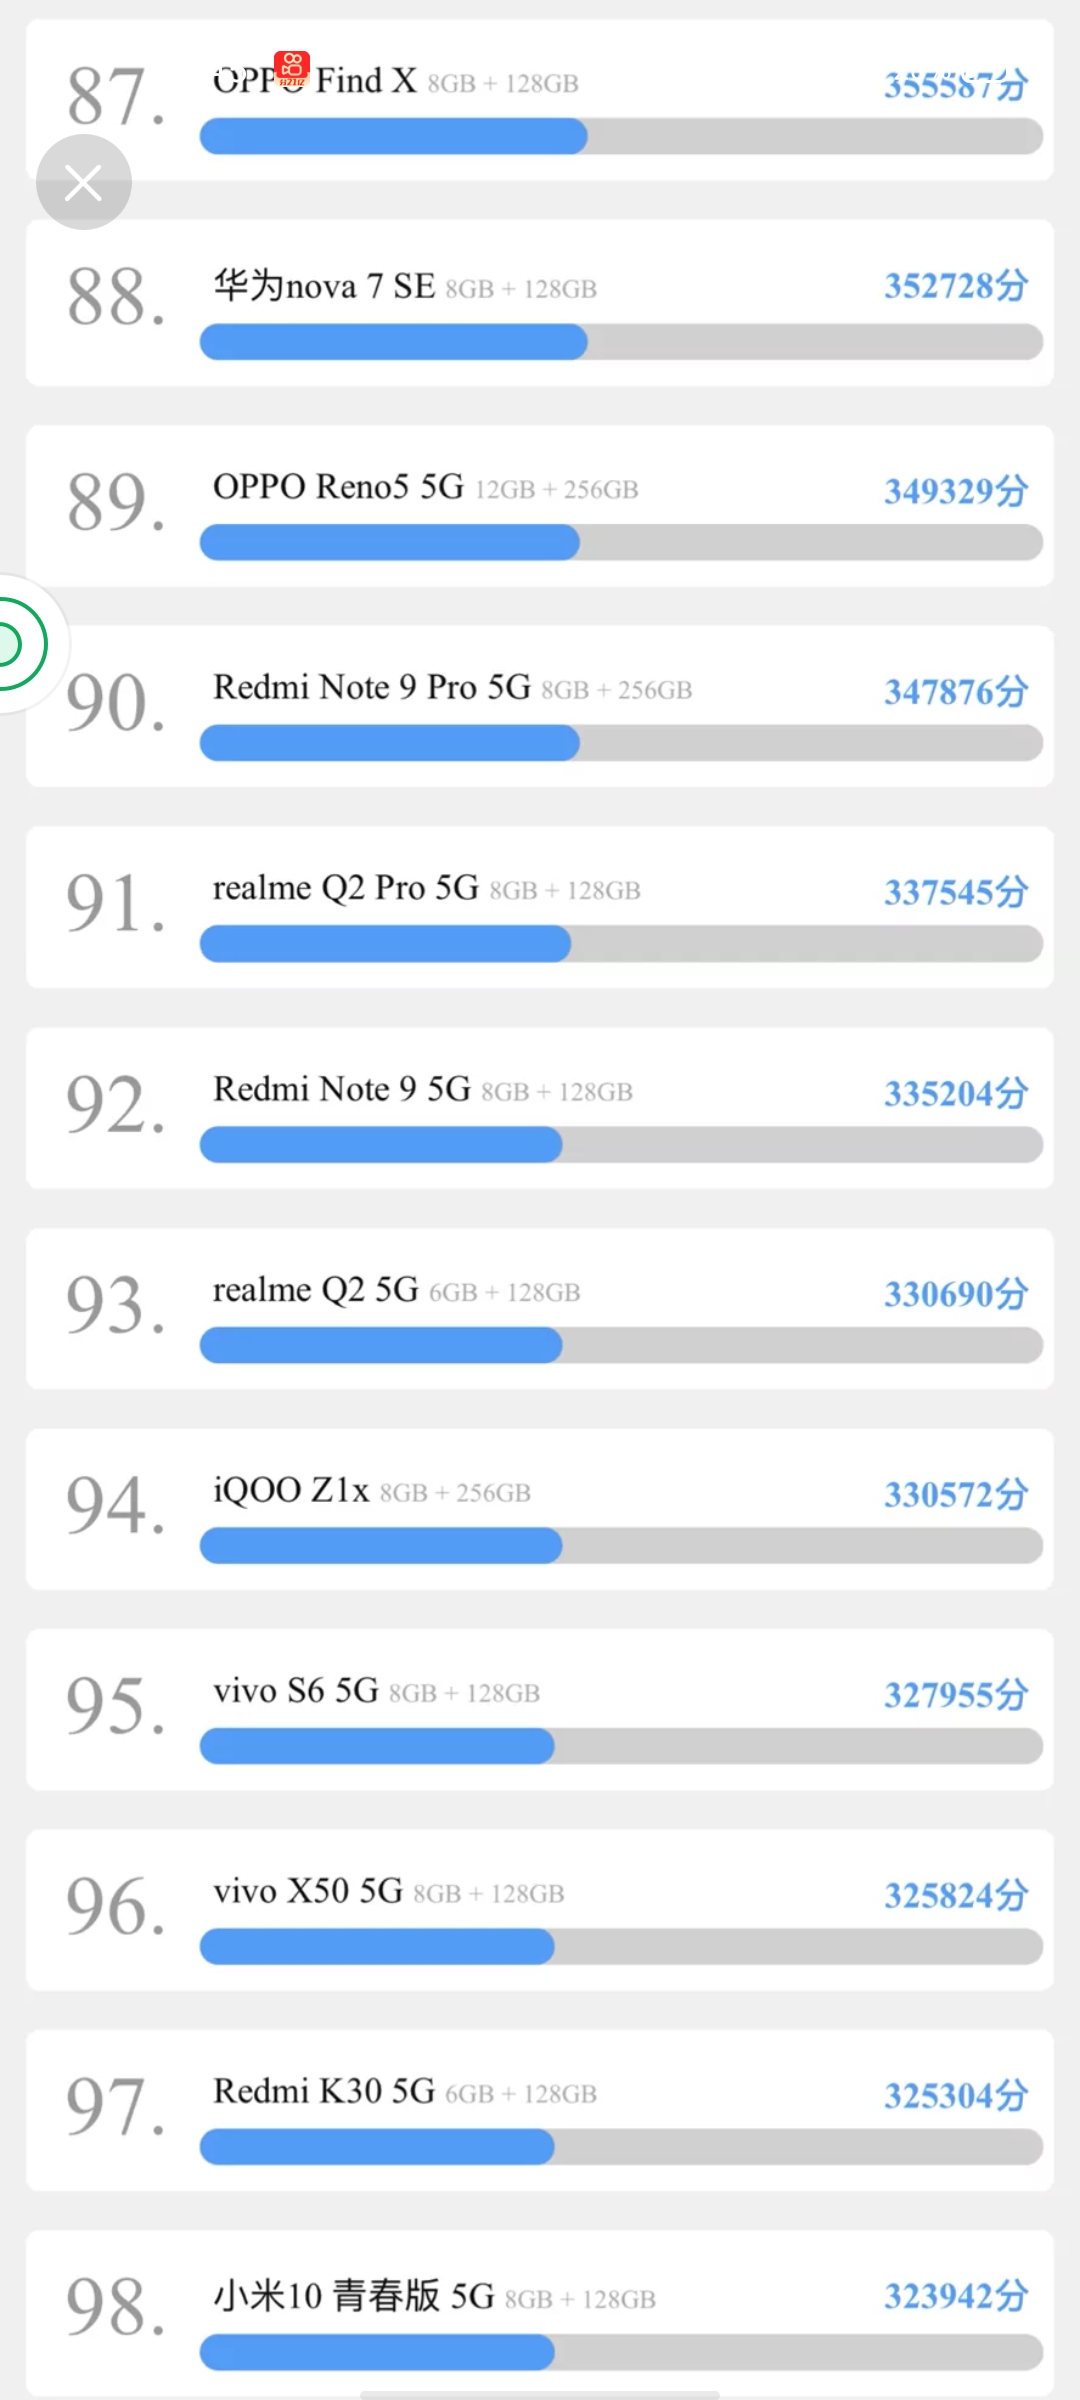 87.
OPPO Find X 8GB + 128GB
355587分
88.
华为nova 7 SE 8GB + 128GB
352728分
89.
OPPO Reno5 5G 12GB + 256GB
349329分
90.
Redmi Note 9 Pro 5G 8GB + 256GB
347876分
91.
realme Q2 Pro 5G 8GB + 128GB
337545分
92.
Redmi Note 9 5G 8GB + 128GB
335204分
93.
realme Q2 5G 6GB + 128GB
330690分
94.
iQOO Z1x 8GB + 256GB
330572分
95.
vivo S6 5G 8GB + 128GB
327955分
96.
vivo X50 5G 8GB + 128GB
325824分
97.
Redmi K30 5G 6GB + 128GB
325304分
98.
小米10 青春版 5G 8GB + 128GB
323942分